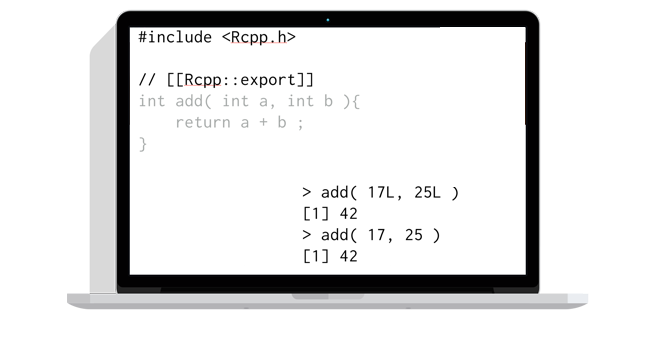 #include <Rcpp.h>
// [[Rcpp::export]]
int add( int a, int b ){
    return a + b ;
}
> add( 17L, 25L )
[1] 42
> add( 17, 25 )
[1] 42